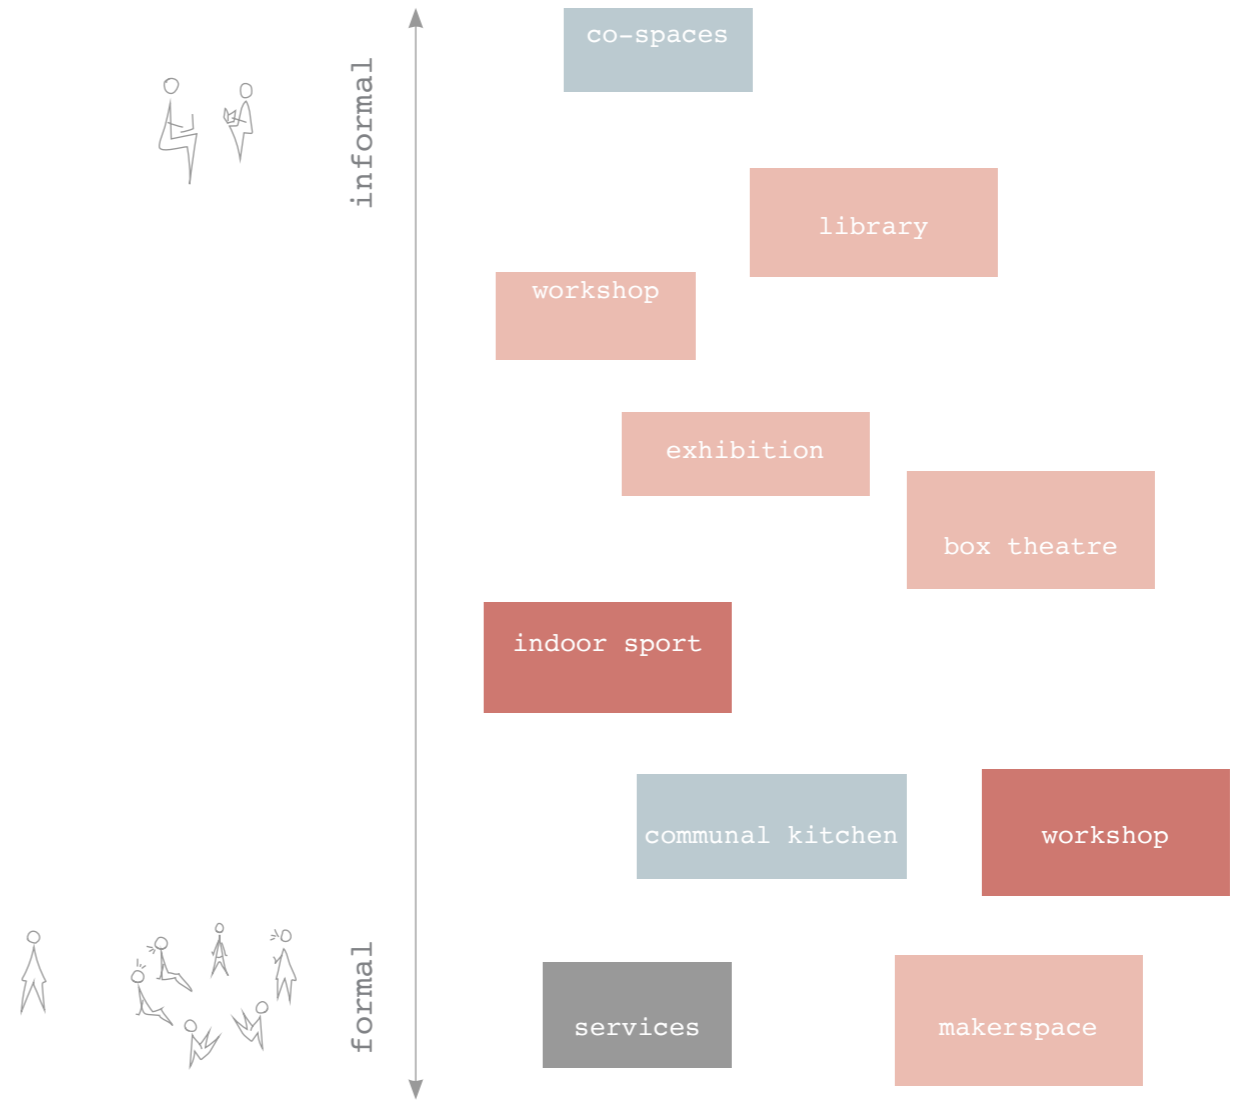 co-spaces
informal
library
workshop
exhibition
box theatre
indoor sport
communal kitchen
workshop
formal
services
makerspace